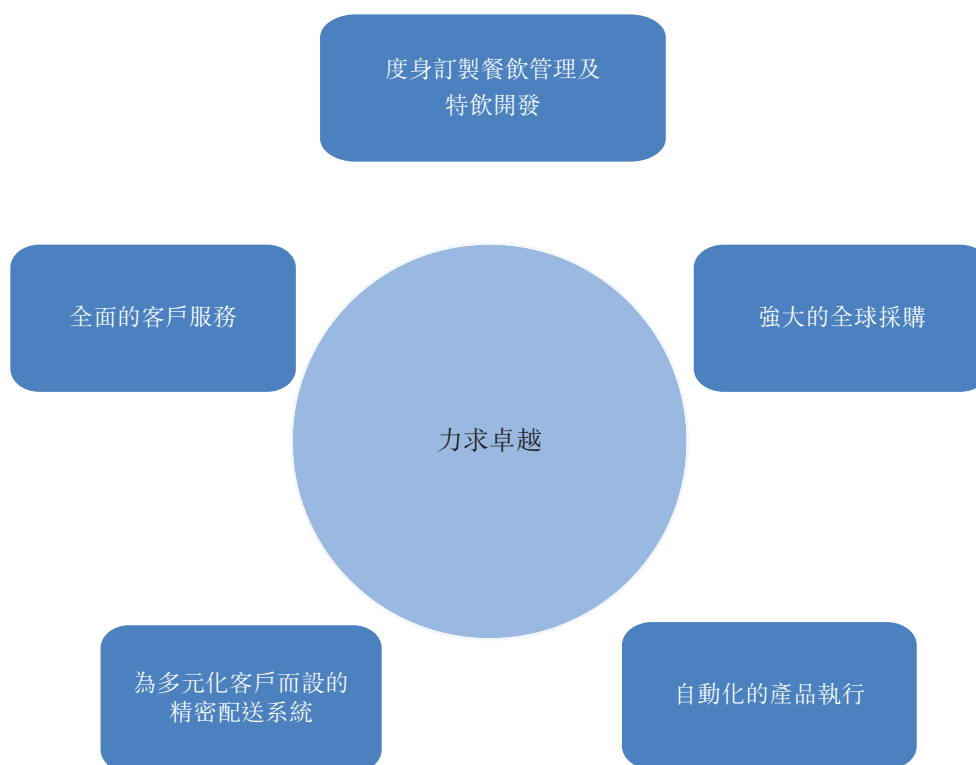 度身訂製餐飲管理及
特飲開發
全面的客戶服務
強大的全球採購
力求卓越
為多元化客戶而設的
精密配送系統
自動化的產品執行